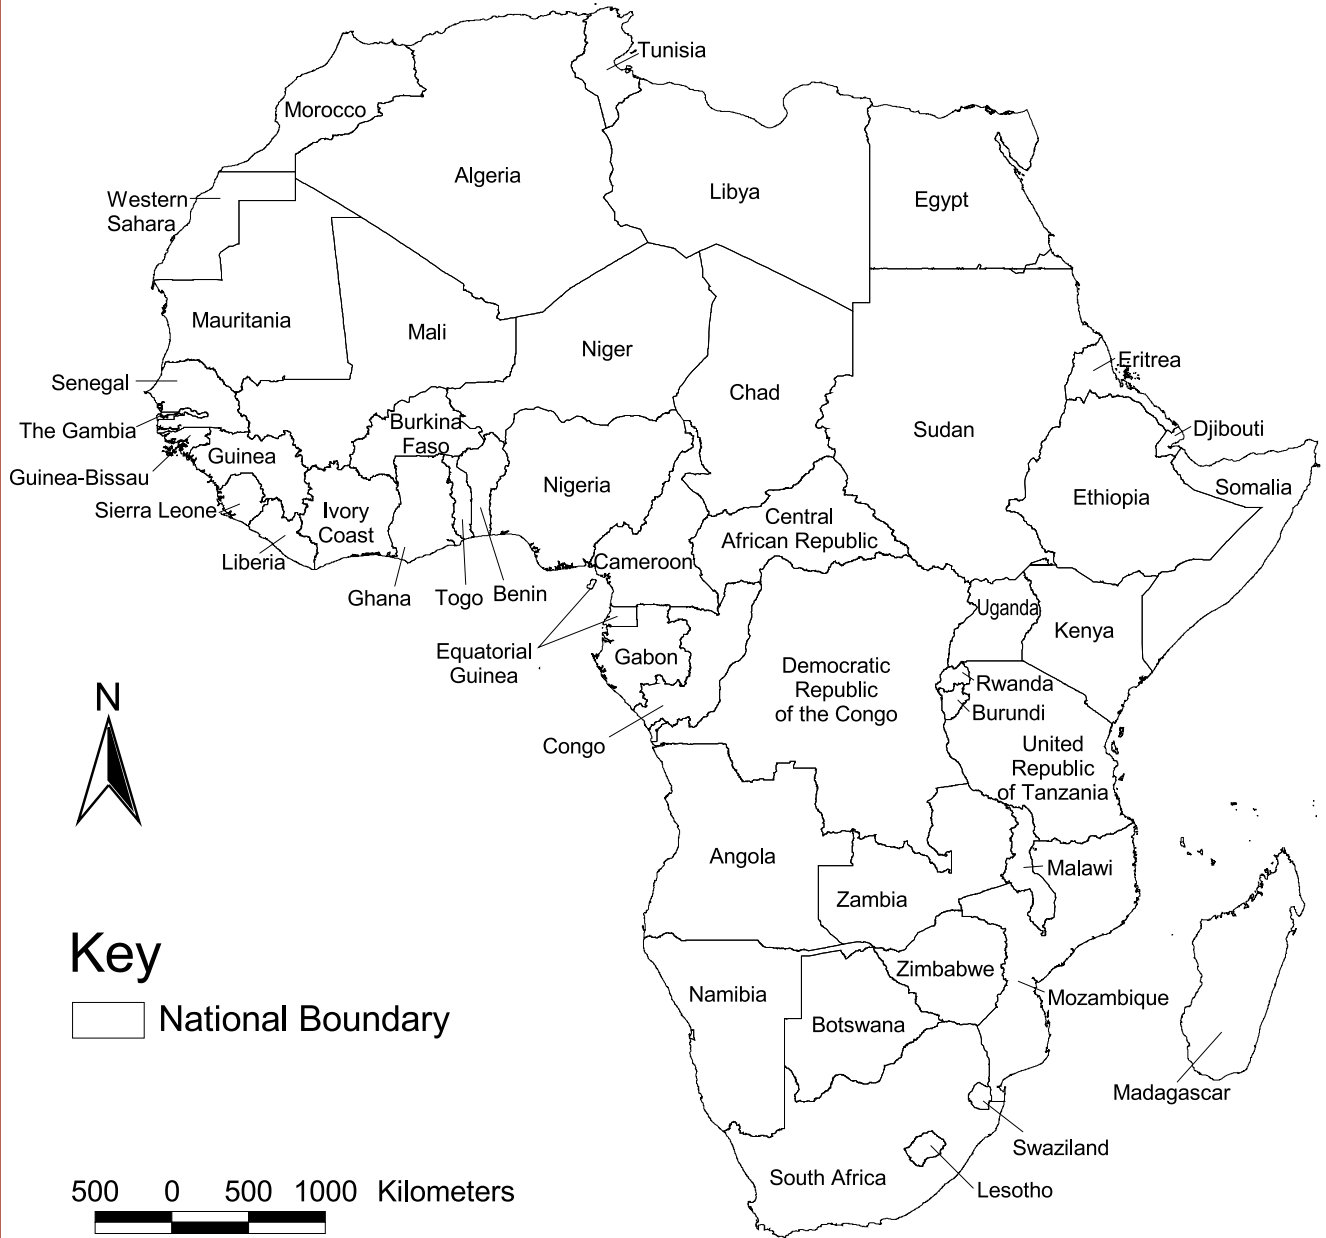 Tunisia
Morocco
Algeria
Libya
Egypt
Western
Sahara
Mauritania
Mali
Niger
Chad
Sudan
Eritrea
Senegal
The Gambia
Guinea-Bissau
Guinea
Sierra Leone
Liberia
Ivory
Coast
Burkina
Faso
Ghana
Togo
Benin
Nigeria
Cameroon
Central
African Republic
Djibouti
Ethiopia
Somalia
Equatorial
Guinea
Gabon
Congo
Democratic
Republic
of the Congo
Uganda
Kenya
Rwanda
Burundi
United
Republic
of Tanzania
Angola
Zambia
Malawi
Namibia
Botswana
Zimbabwe
Mozambique
Madagascar
Swaziland
Lesotho
South Africa
N
Key
National Boundary
500 0 500 1000 Kilometers